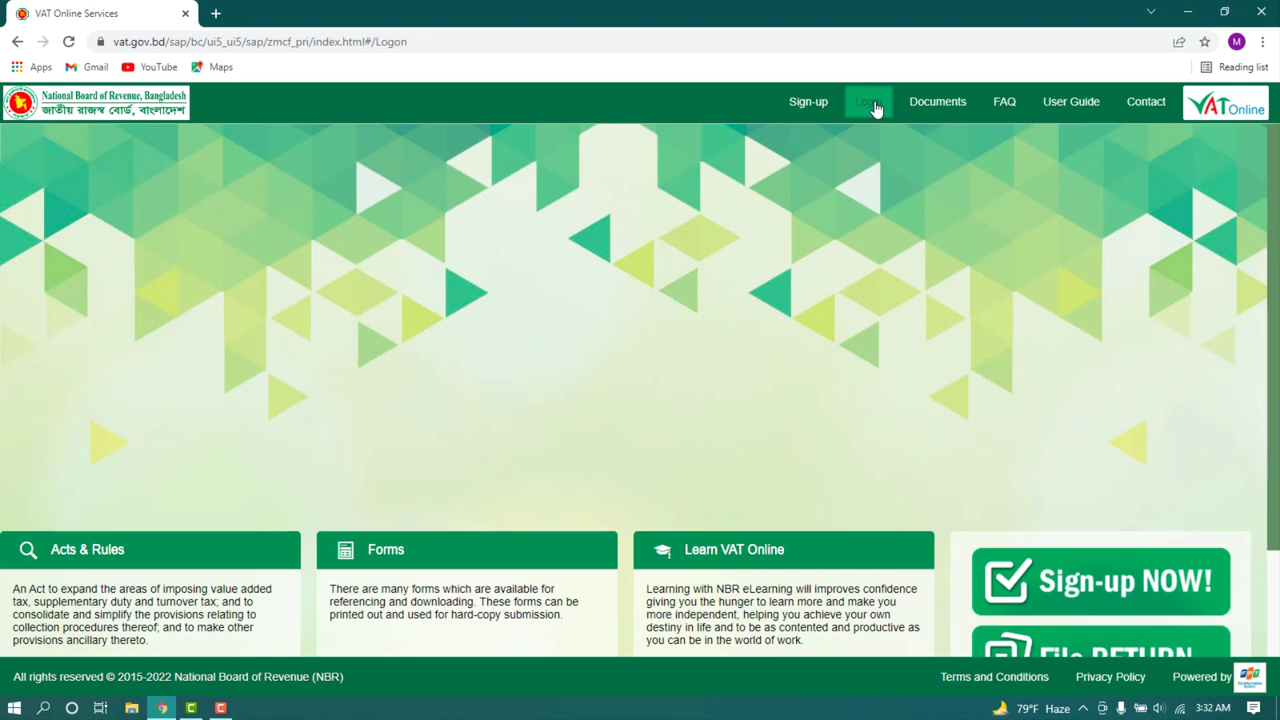 VAT Online Services
vat.gov.bd/sap/bc/ui5_ui5/sap/zmcf_pri/index.html#/Logon
M
Apps
Gmail
YouTube
Maps
Reading list
National Board of Revenue, Bangladesh
জাতীয় রাজস্ব বোর্ড, বাংলাদেশ
Sign-up
Documents
FAQ
User Guide
Contact
VAT Online
Acts & Rules
Forms
Learn VAT Online
An Act to expand the areas of imposing value added
tax, supplementary duty and turnover tax; and to
consolidate and simplify the provisions relating to
collection procedures thereof; and to make other
provisions ancillary thereto.
There are many forms which are available for
referencing and downloading. These forms can be
printed out and used for hard-copy submission.
Learning with NBR eLearning will improves confidence
giving you the hunger to learn more and make you
more independent, helping you achieve your own
destiny in life and to be as contented and productive as
you can be in the world of work.
Sign-up NOW!
File RETURN
All rights reserved © 2015-2022 National Board of Revenue (NBR)
Terms and Conditions
Privacy Policy
Powered by
79°F Haze
3:32 AM